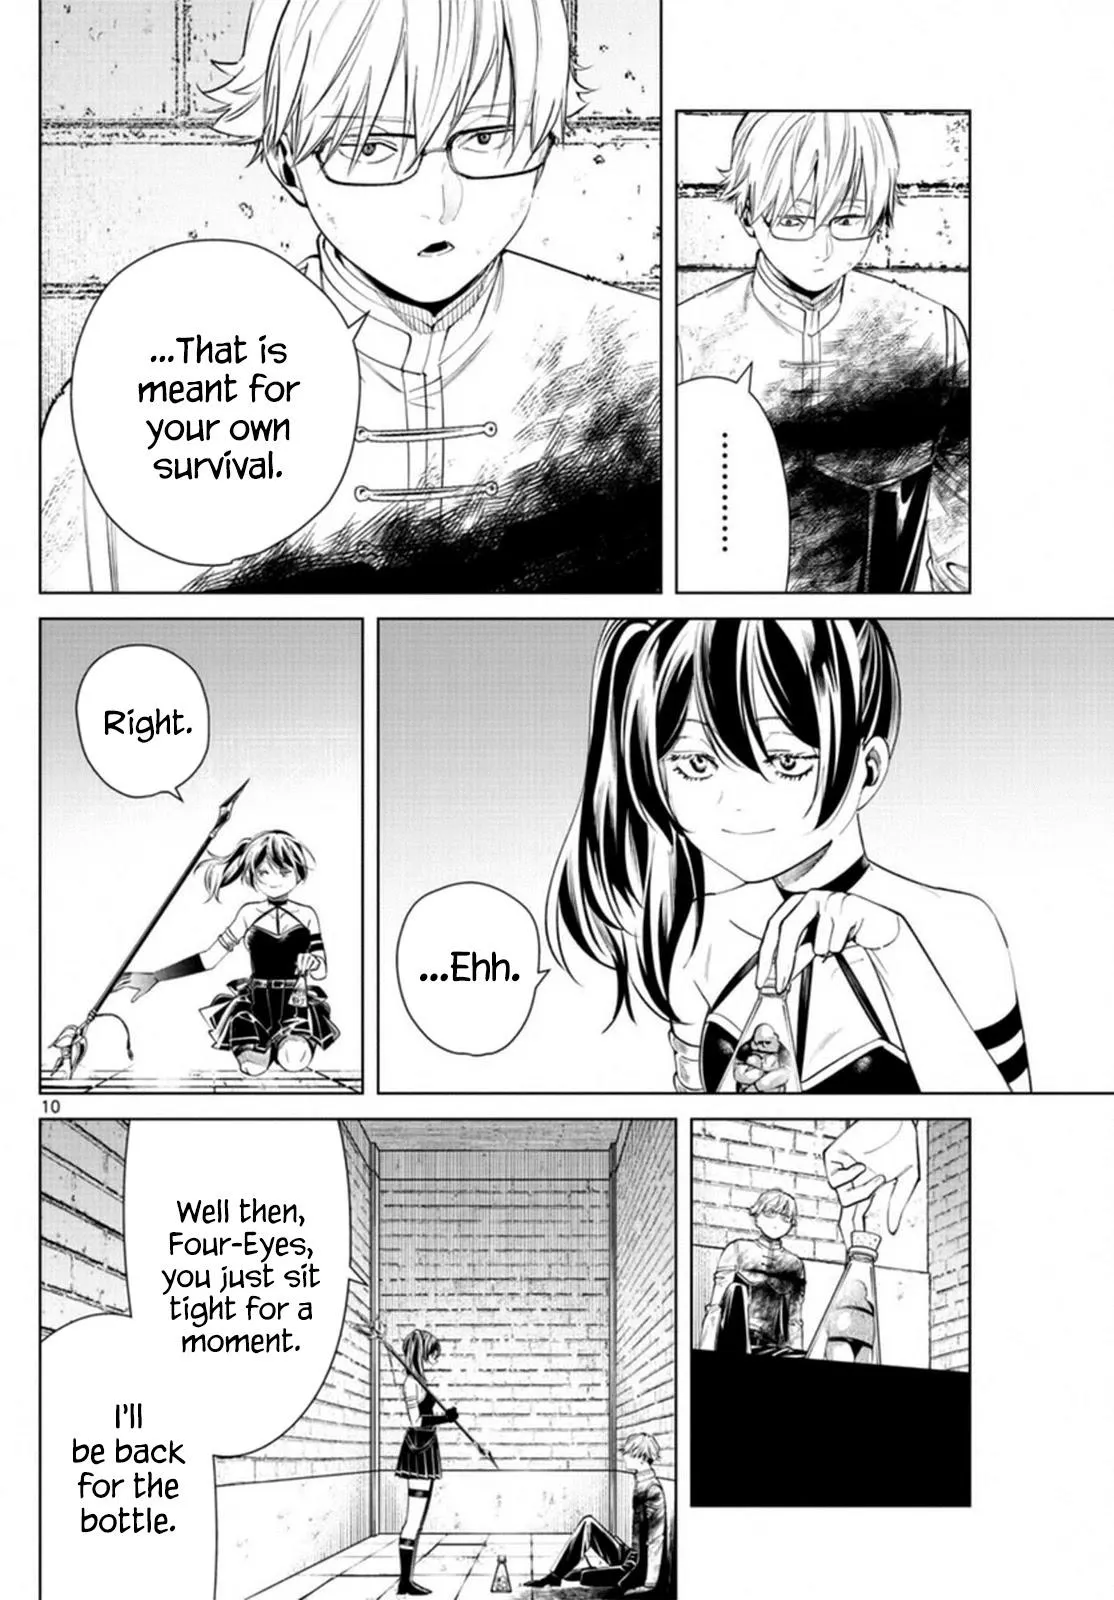 .........
...That is
meant for
your own
survival.
...Ehh.
Right.
10
Well then,
Four-Eyes,
you just sit
tight for a
moment.
I'll
be back
for the
bottle.